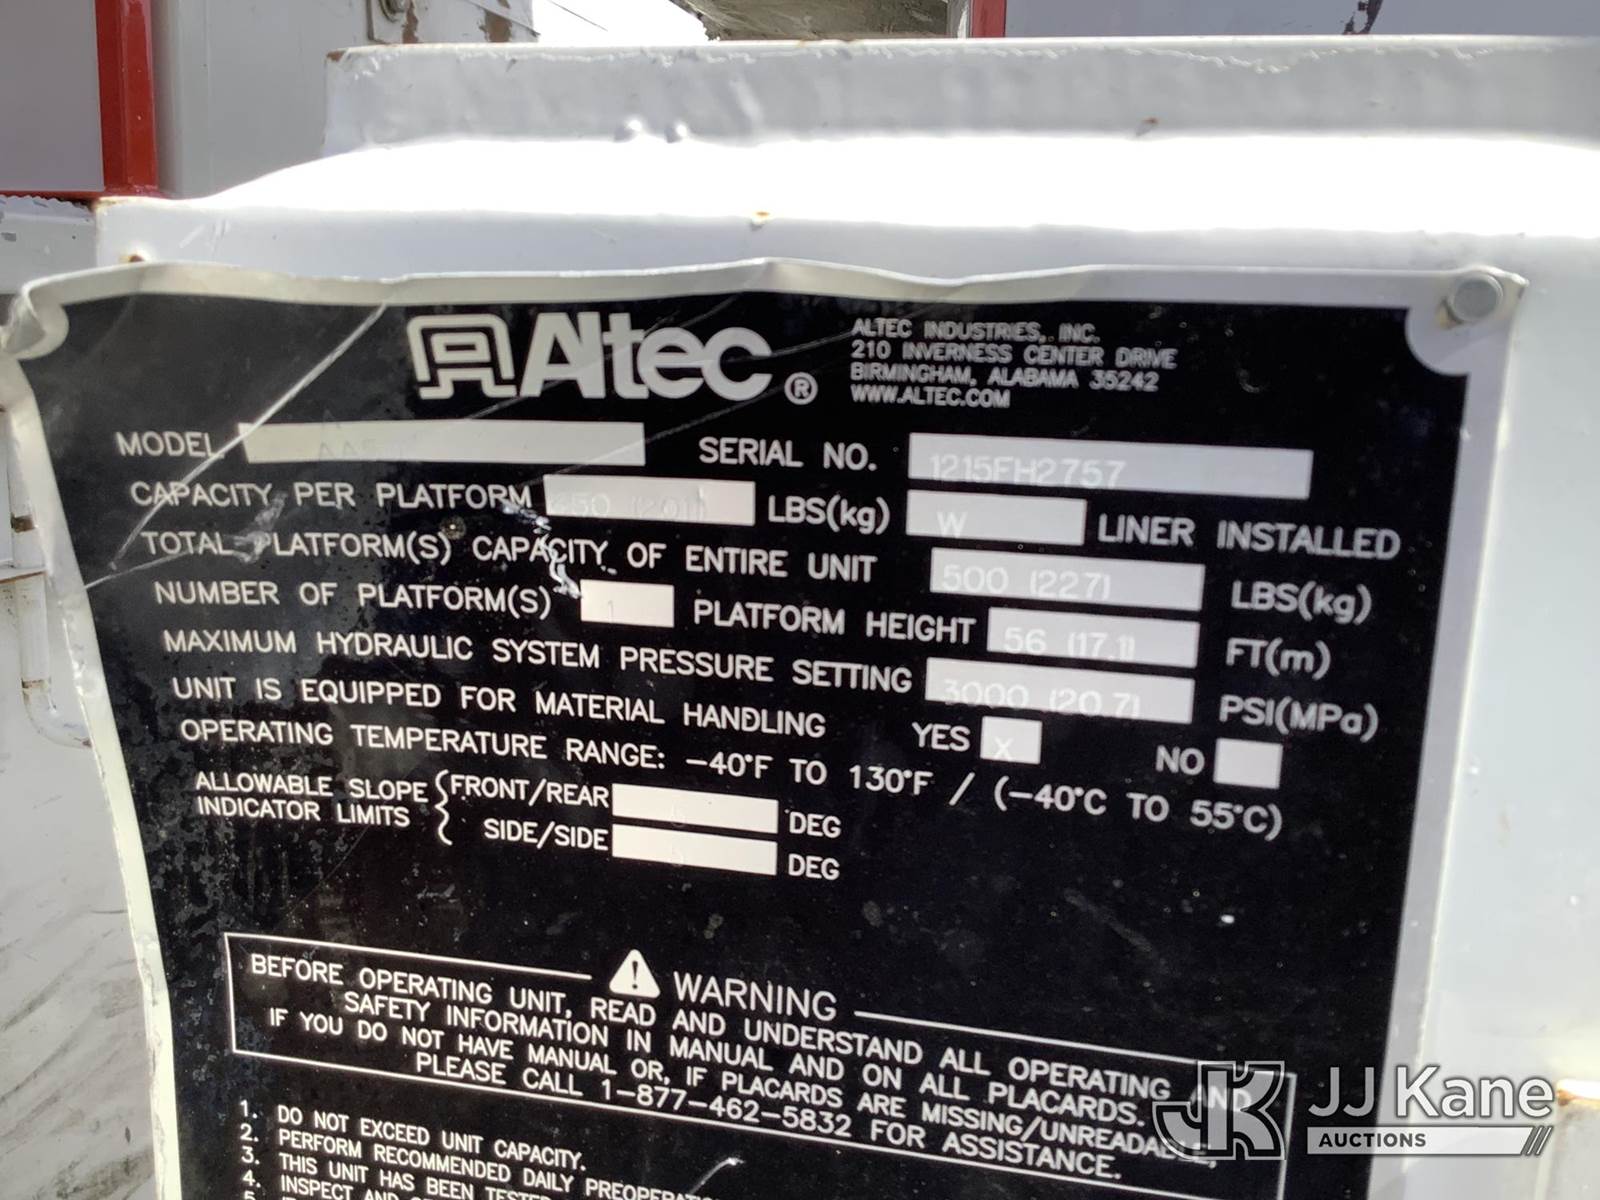 Altec ®
ALTEC INDUSTRIES, INC.
210 INVERNESS CENTER DRIVE
BIRMINGHAM, ALABAMA 35242
WWW.ALTEC.COM
MODEL SERIAL NO. 1215FH2757
CAPACITY PER PLATFORM LBS(kg) W LINER INSTALLED
TOTAL PLATFORM(S) CAPACITY OF ENTIRE UNIT 500 (227) LBS(kg)
NUMBER OF PLATFORM(S) 1 PLATFORM HEIGHT 56 (17.1) FT(m)
MAXIMUM HYDRAULIC SYSTEM PRESSURE SETTING 3000 (20.7) PSI(MPa)
UNIT IS EQUIPPED FOR MATERIAL HANDLING YES X NO
OPERATING TEMPERATURE RANGE: -40°F TO 130°F / (-40°C TO 55°C)
ALLOWABLE SLOPE
INDICATOR LIMITS
FRONT/REAR DEG
SIDE/SIDE DEG
WARNING
BEFORE OPERATING UNIT, READ AND UNDERSTAND ALL OPERATING AND
SAFETY INFORMATION IN MANUAL AND ON ALL PLACARDS.
IF YOU DO NOT HAVE MANUAL OR, IF PLACARDS ARE MISSING/UNREADABLE,
PLEASE CALL 1-877-462-5832 FOR ASSISTANCE.
1. DO NOT EXCEED UNIT CAPACITY.
2. PERFORM RECOMMENDED DAILY
3. THIS UNIT HAS BEEN
4. INSPECT AND
JK JJ Kane
AUCTIONS